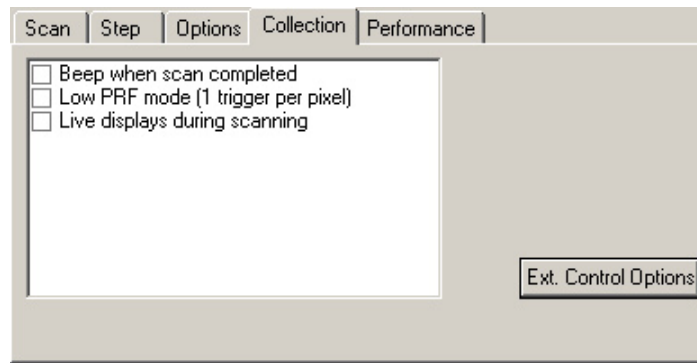 Scan Step Options Collection Performance
Beep when scan completed
Low PRF mode (1 trigger per pixel)
Live displays during scanning
Ext. Control Options